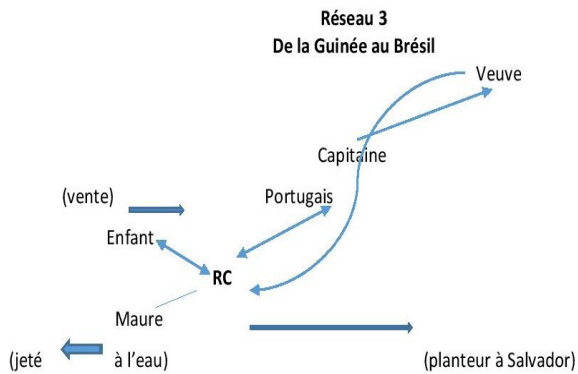 Réseau 3
De la Guinée au Brésil
Veuve
Capitaine
(vente)
Portugais
Enfant
RC
Maure
(jeté à l'eau)
(planteur à Salvador)